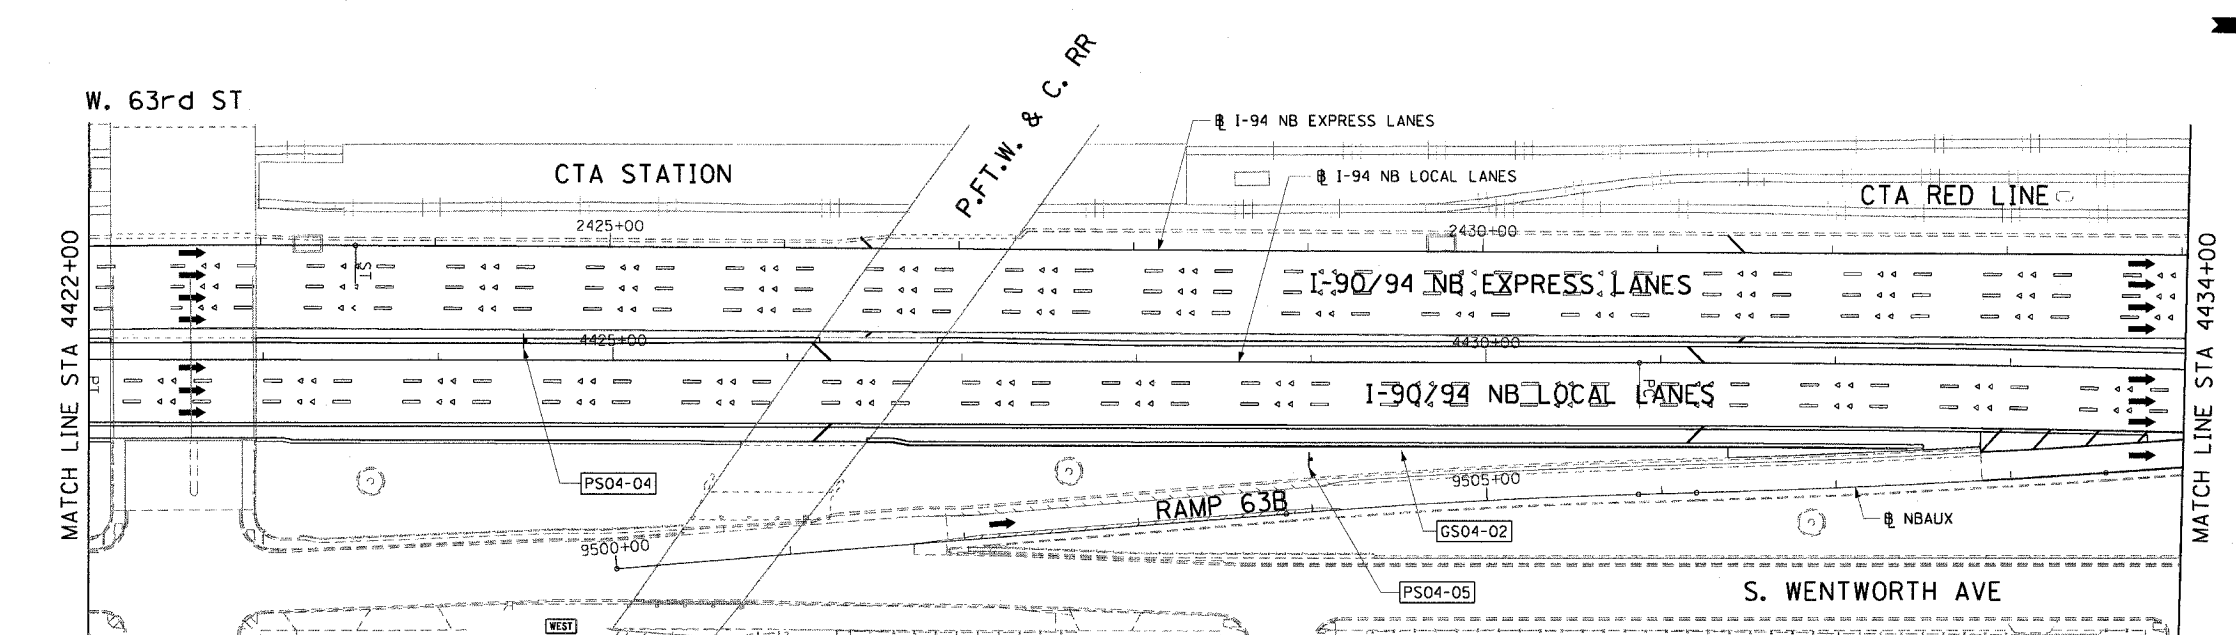 W. 63rd ST
P.FT.W. & C. RR
℄ I-94 NB EXPRESS LANES
CTA STATION
℄ I-94 NB LOCAL LANES
CTA RED LINE
2425+00
2430+00
MATCH LINE STA 4422+00
MATCH LINE STA 4434+00
ST
I-90/94 NB EXPRESS LANES
4425+00
4430+00
PT
PC
I-90/94 NB LOCAL LANES
PS04-04
9505+00
RAMP 63B
℄ NBAUX
GS04-02
9500+00
PS04-05
S. WENTWORTH AVE
WEST